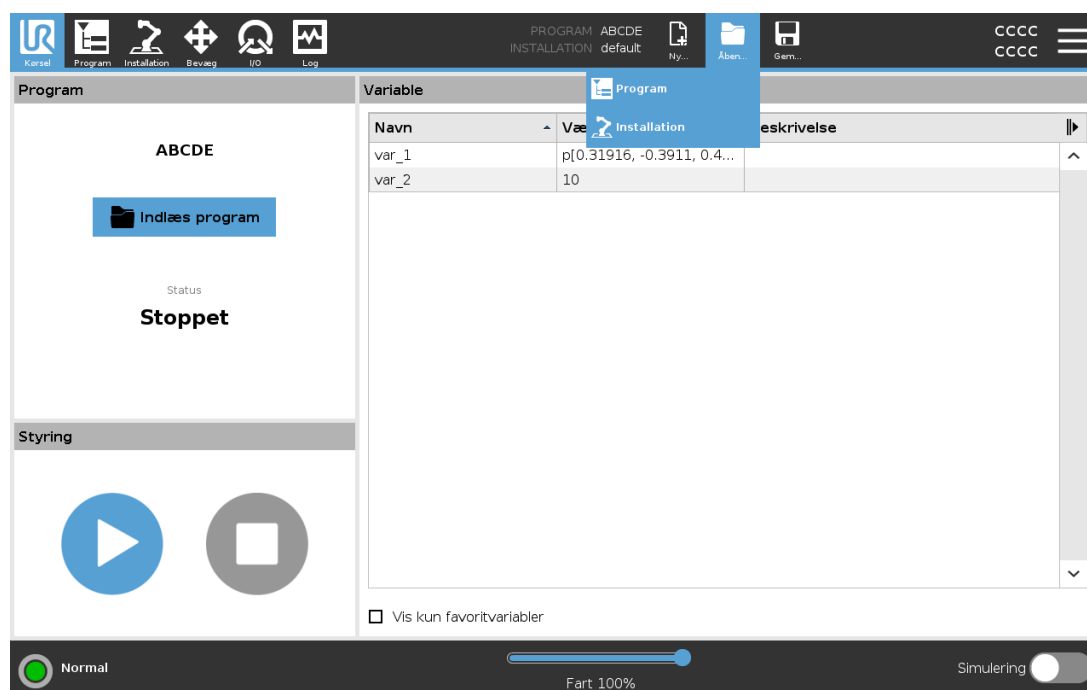 PROGRAM ABCDE
INSTALLATION default
CCCC
CCCC
Kørsel Program Installation Bevæg I/O Log Ny... Åben... Gem...
Program
Installation
Program
ABCDE
Indlæs program
Status
Stoppet
Styring
Variable
Navn Væ eskrivelse
var_1 p[0.31916, -0.3911, 0.4...
var_2 10
Vis kun favoritvariabler
Normal
Fart 100%
Simulering